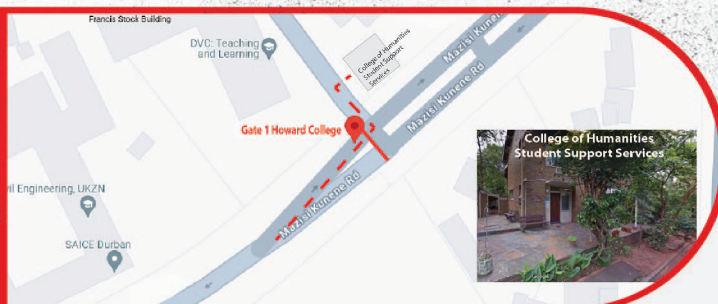 Francis Stock Building
DVC: Teaching
and Learning
College of Humanities
Student Support
Services
Mazisi Kunene Rd
Mazisi Kunene Rd
Gate 1 Howard College
College of Humanities
Student Support Services
vil Engineering, UKZN
Mazisi Kunene Rd
SAICE Durban